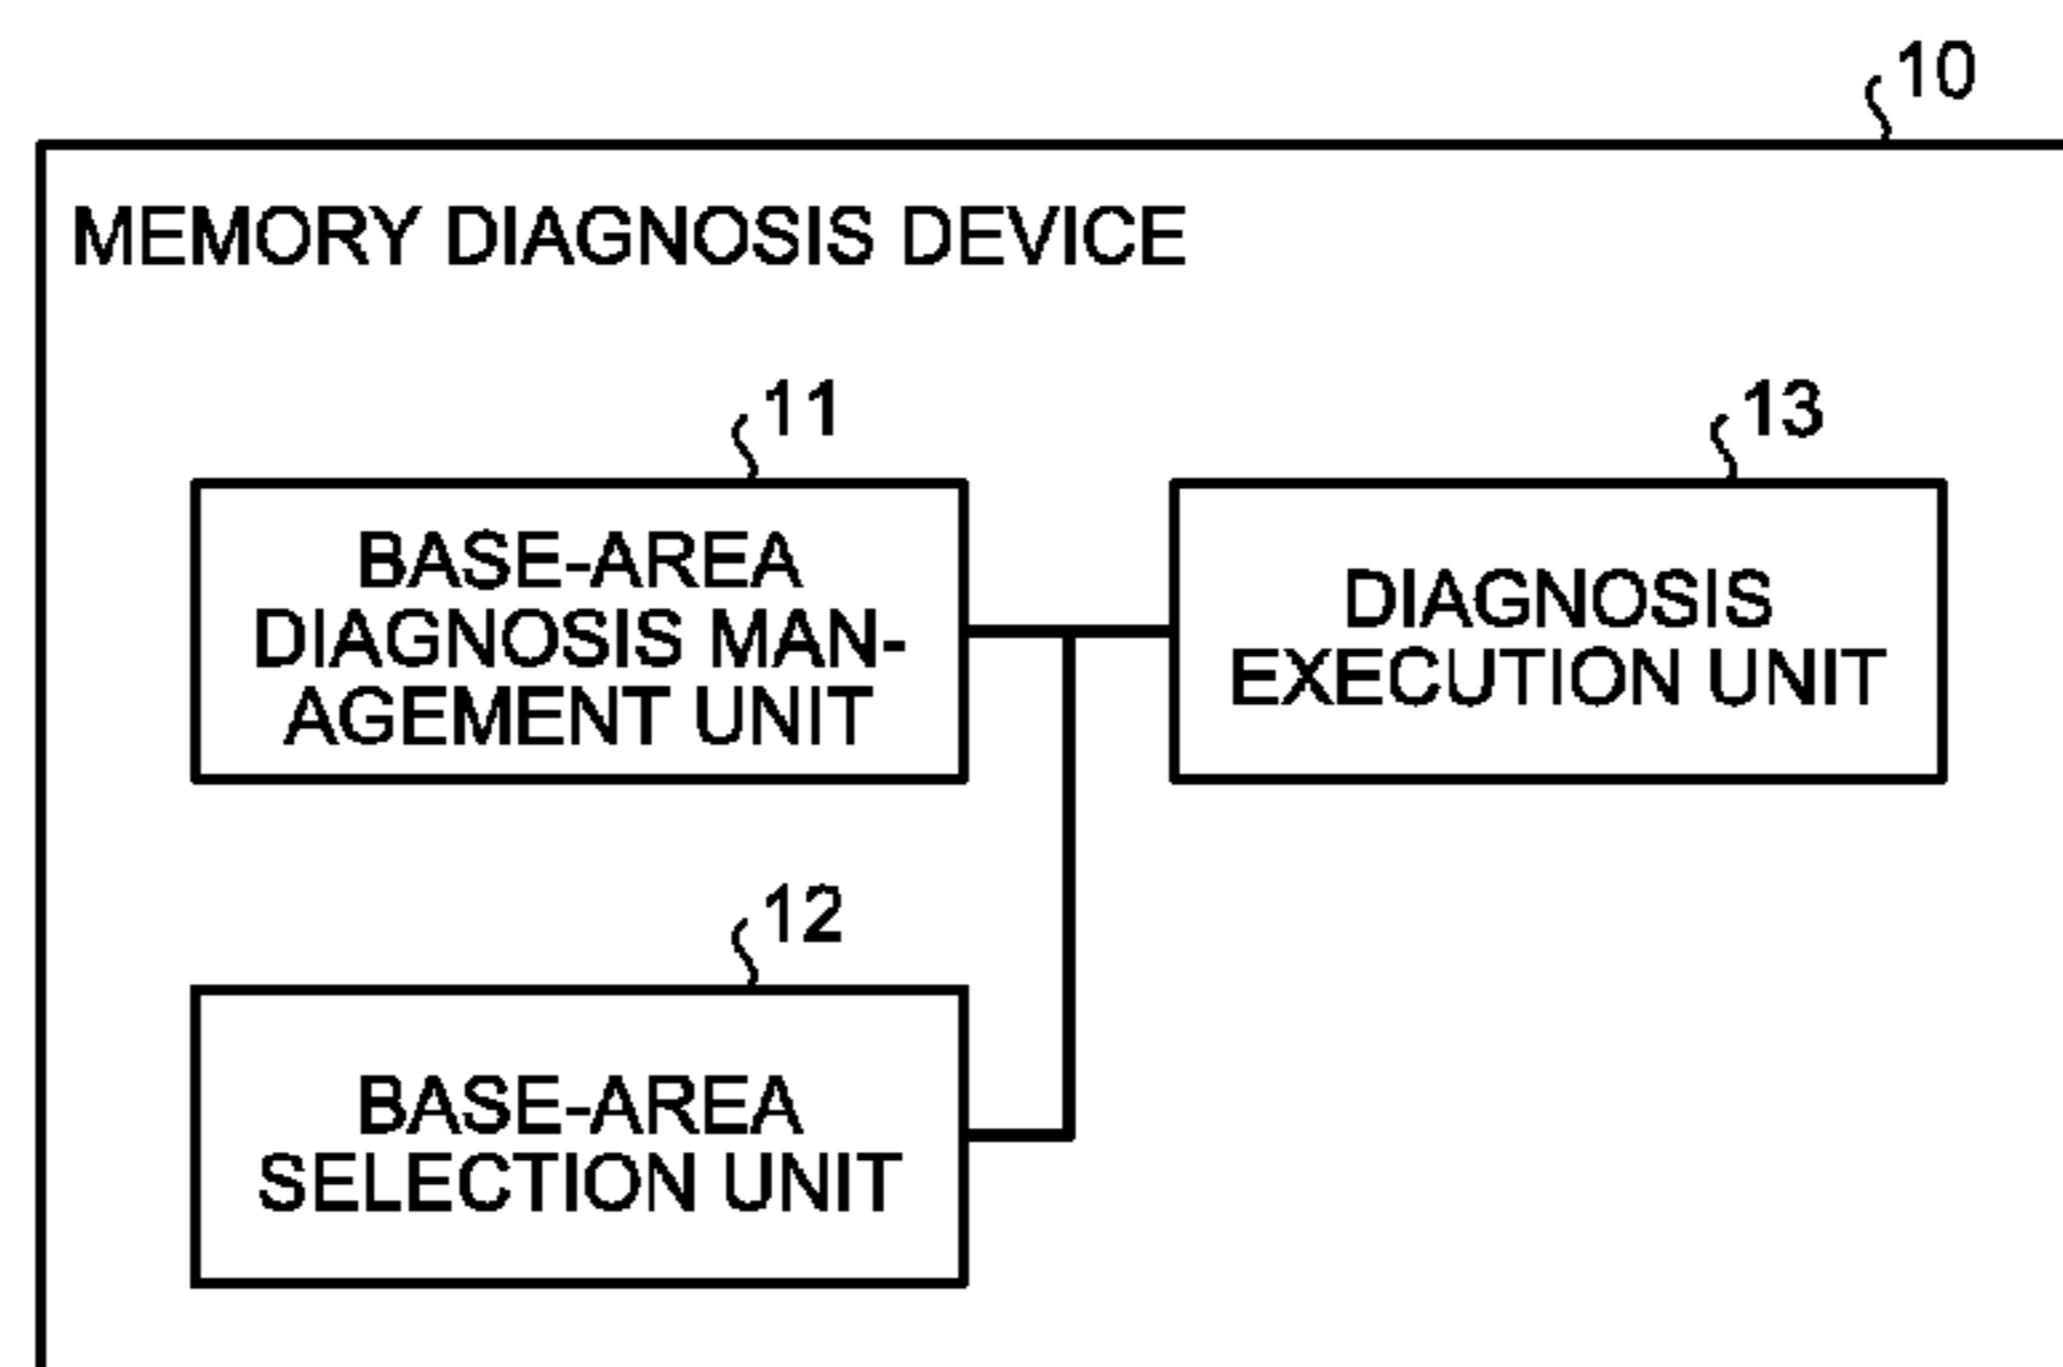 10
MEMORY DIAGNOSIS DEVICE
11
BASE-AREA
DIAGNOSIS MAN-
AGEMENT UNIT
13
DIAGNOSIS
EXECUTION UNIT
12
BASE-AREA
SELECTION UNIT